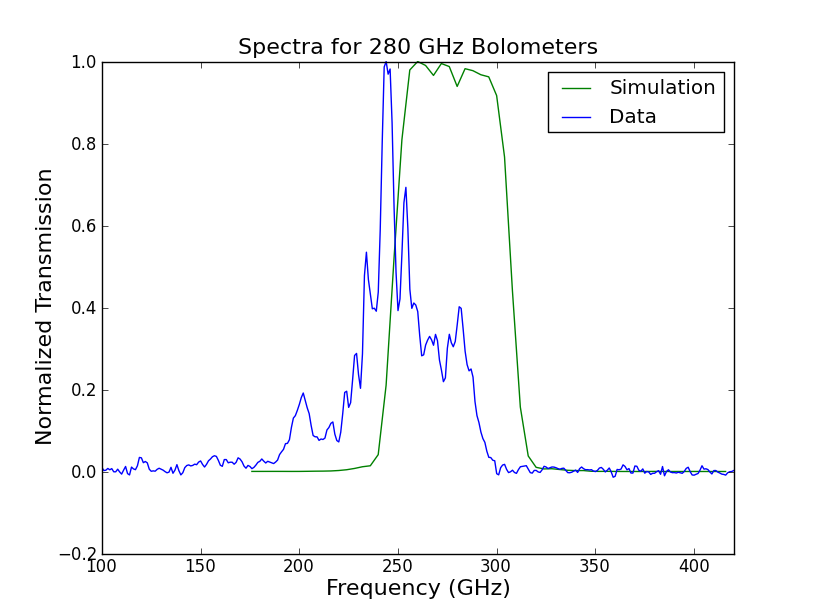 Spectra for 280 GHz Bolometers
1.0
0.8
0.6
0.4
0.2
0.0
−0.2
Normalized Transmission
Simulation
Data
100
150
200
250
300
350
400
Frequency (GHz)